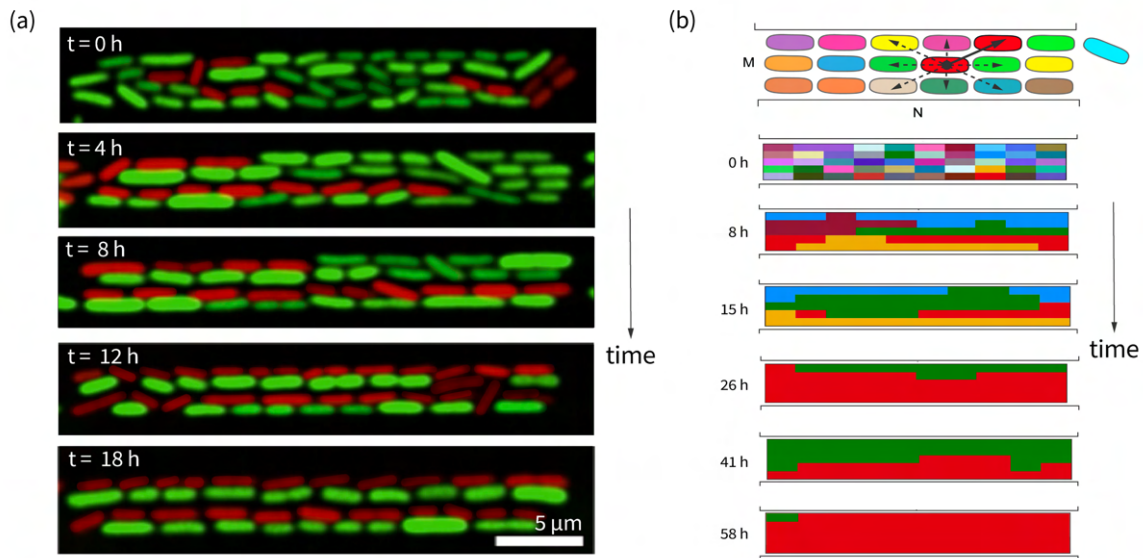 (a)
t = 0 h
t = 4 h
t = 8 h
t = 12 h
t = 18 h
5 μm
time
(b)
M
N
0 h
8 h
15 h
26 h
41 h
58 h
time